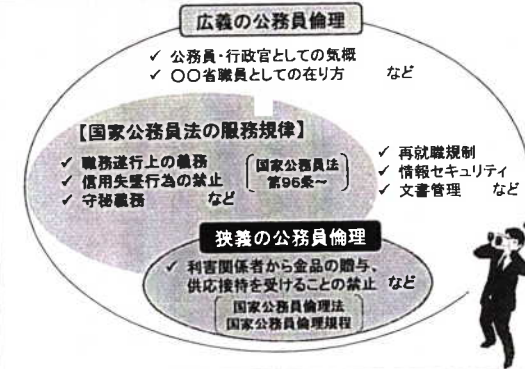 広義の公務員倫理
✓ 公務員・行政官としての気概
✓ 〇〇省職員としての在り方 など
【国家公務員法の服務規律】
✓ 職務遂行上の義務
✓ 信用失墜行為の禁止
✓ 守秘義務 など
国家公務員法
第96条～
✓ 再就職規制
✓ 情報セキュリティ
✓ 文書管理 など
狭義の公務員倫理
✓ 利害関係者から金品の贈与、
供応接待を受けることの禁止 など
国家公務員倫理法
国家公務員倫理規程